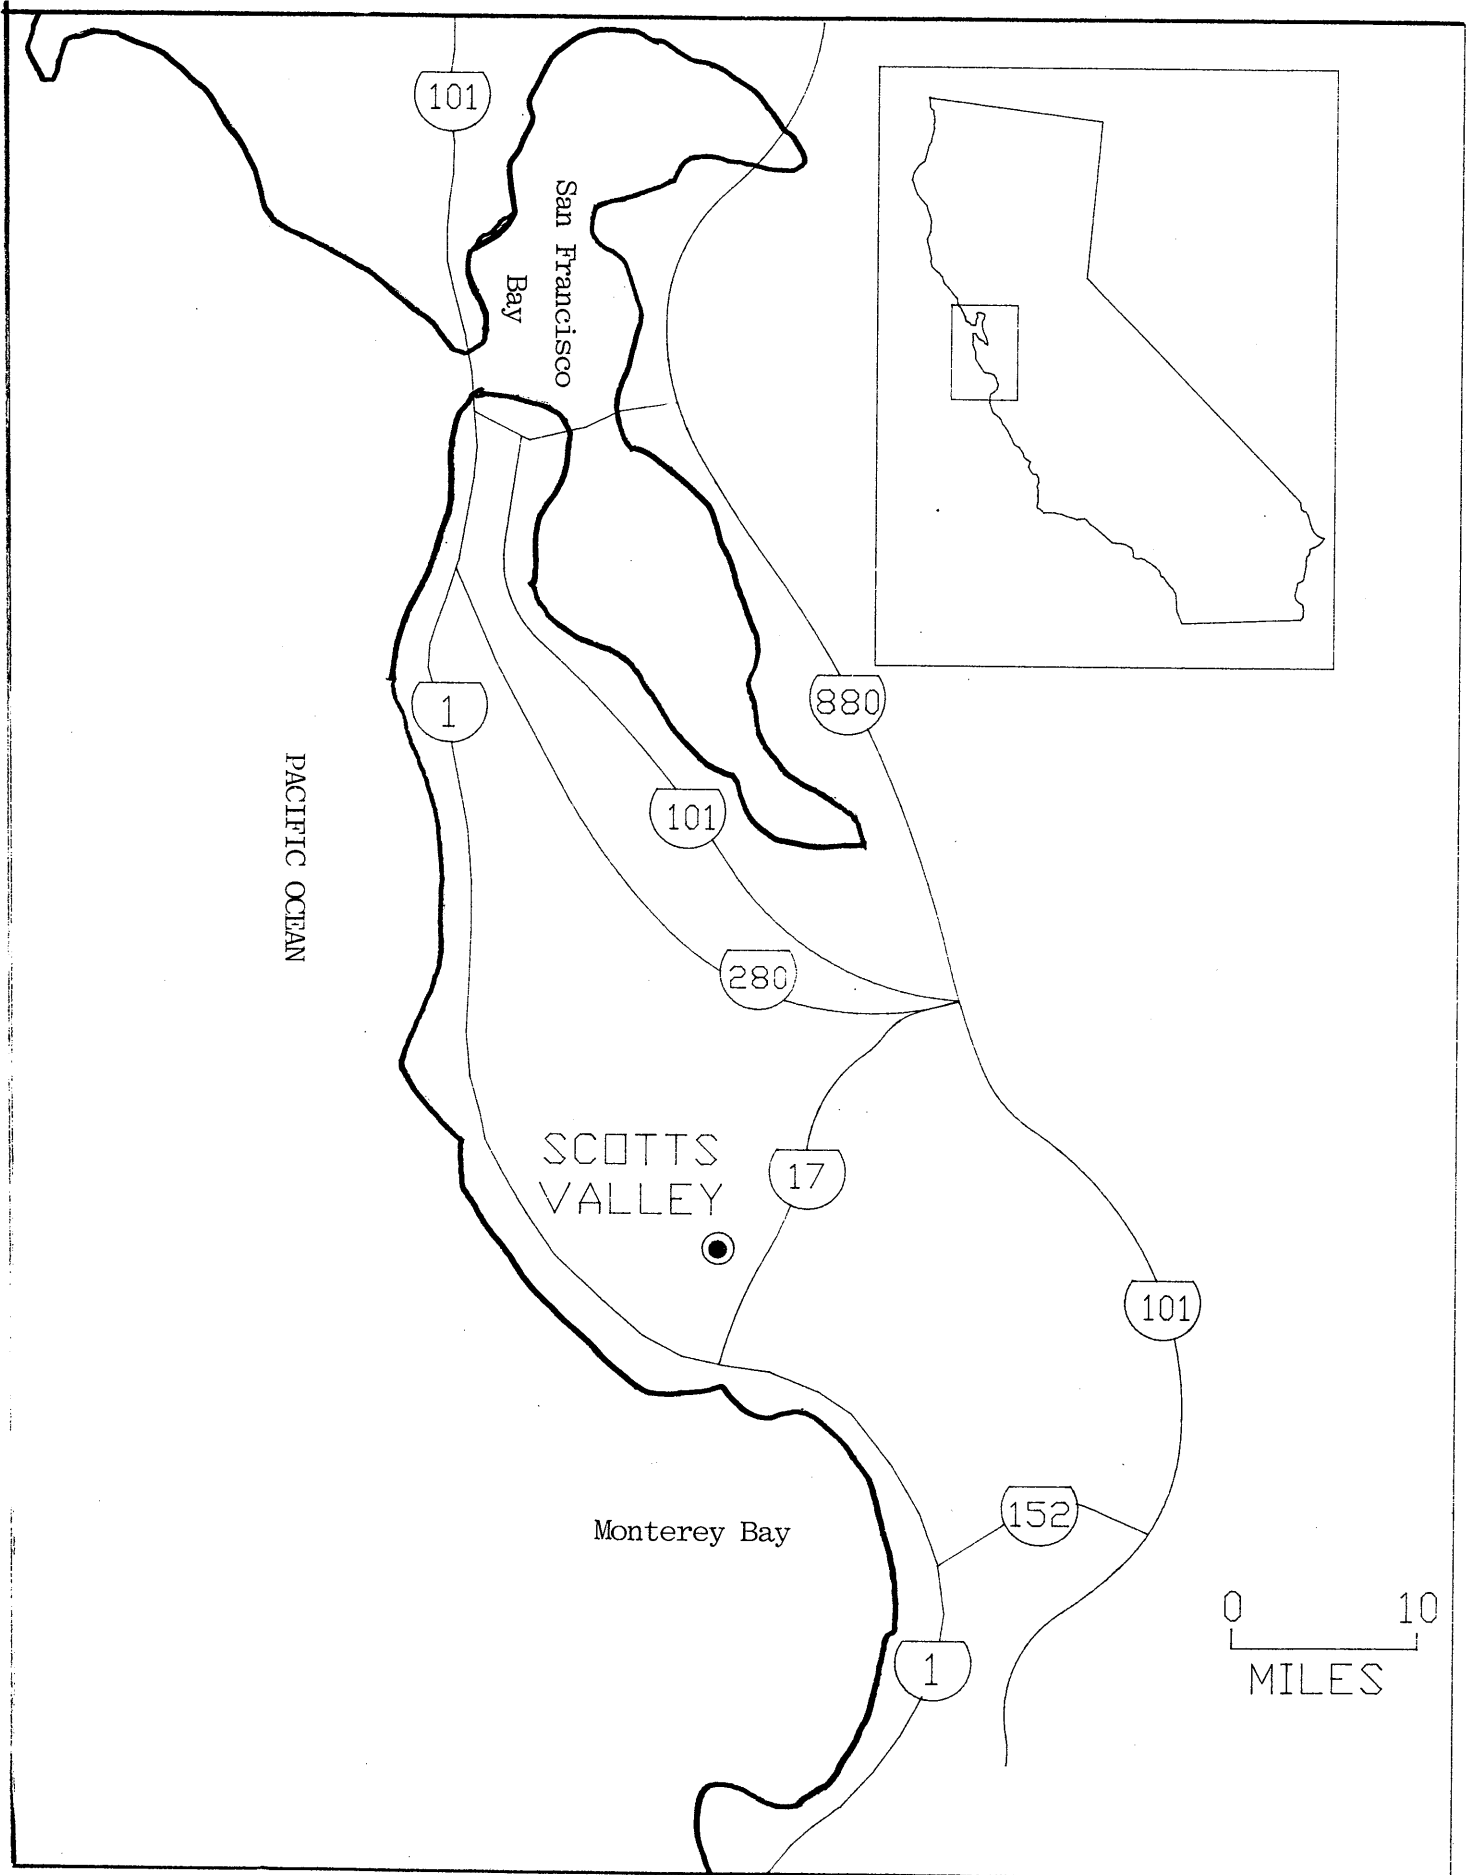 101
San Francisco
Bay
880
1
PACIFIC OCEAN
101
280
SCOTTS
VALLEY
17
101
Monterey Bay
152
0 10
MILES
1